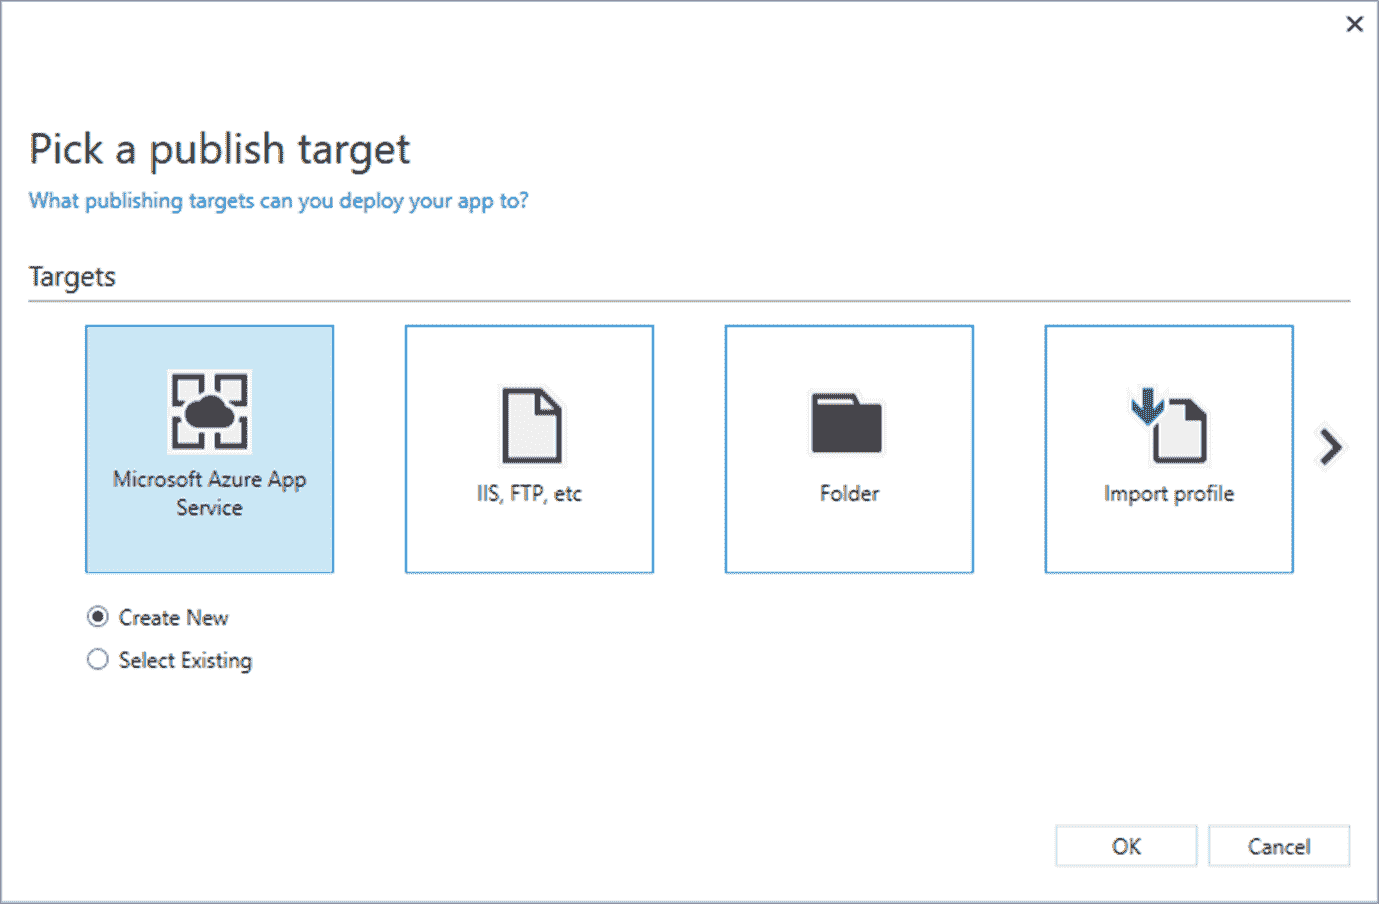 Pick a publish target
What publishing targets can you deploy your app to?
Targets
Microsoft Azure App
Service
IIS, FTP, etc
Folder
Import profile
Create New
Select Existing
OK
Cancel